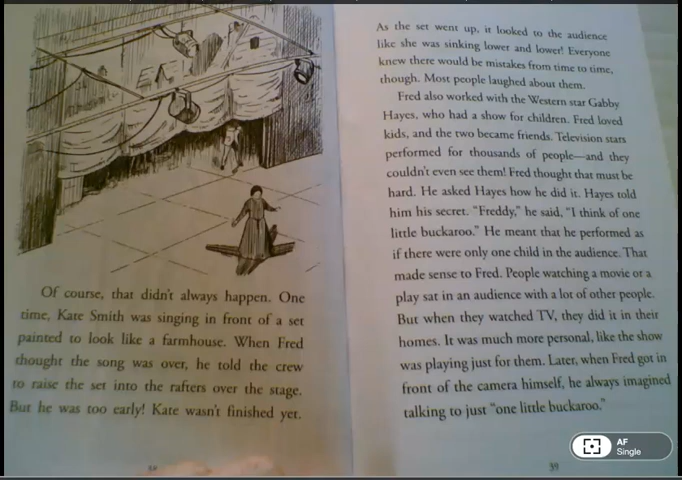 Of course, that didn't always happen. One
time, Kate Smith was singing in front of a set
painted to look like a farmhouse. When Fred
thought the song was over, he told the crew
to raise the set into the rafters over the stage.
But he was too early! Kate wasn't finished yet.
As the set went up, it looked to the audience
like she was sinking lower and lower! Everyone
knew there would be mistakes from time to time,
though. Most people laughed about them.
Fred also worked with the Western star Gabby
Hayes, who had a show for children. Fred loved
kids, and the two became friends. Television stars
performed for thousands of people—and they
couldn't even see them! Fred thought that must be
hard. He asked Hayes how he did it. Hayes told
him his secret. "Freddy," he said, "I think of one
little buckaroo." He meant that he performed as
if there were only one child in the audience. That
made sense to Fred. People watching a movie or a
play sat in an audience with a lot of other people.
But when they watched TV, they did it in their
homes. It was much more personal, like the show
was playing just for them. Later, when Fred got in
front of the camera himself, he always imagined
talking to just "one little buckaroo."
39
AF
Single